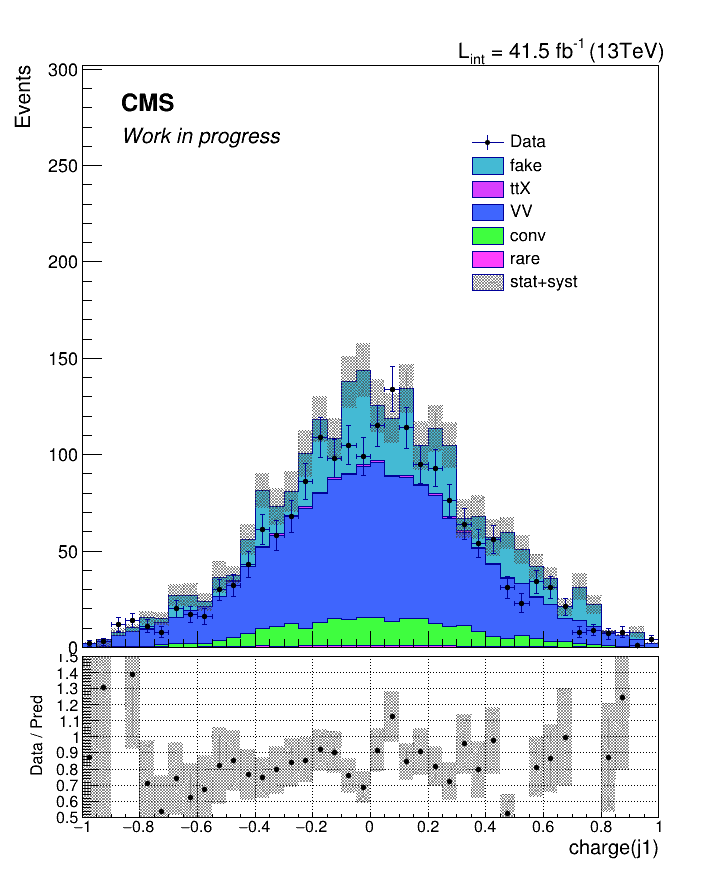 L_int = 41.5 fb^-1 (13TeV)
Events
300
250
200
150
100
50
0
CMS
Work in progress
Data
fake
ttX
VV
conv
rare
stat+syst
Data / Pred
1.5
1.4
1.3
1.2
1.1
1
0.9
0.8
0.7
0.6
0.5
−1 −0.8 −0.6 −0.4 −0.2 0 0.2 0.4 0.6 0.8 1
charge(j1)